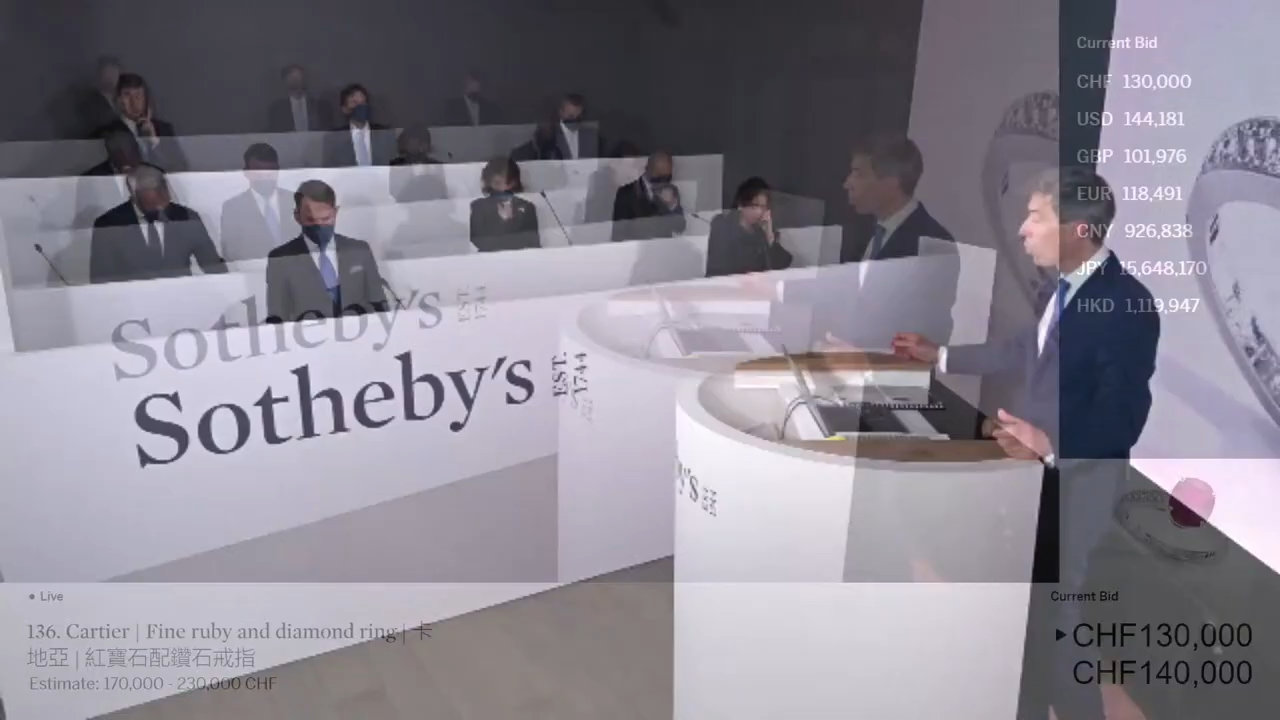 Current Bid
CHF 130,000
USD 144,181
GBP 101,976
EUR 118,491
CNY 926,838
JPY 15,648,170
HKD 1,119,947
Sotheby's EST. 1744
Sotheby's EST. 1744
by's
• Live
136. Cartier | Fine ruby and diamond ring | 卡
地亞 | 紅寶石配鑽石戒指
Estimate: 170,000 - 230,000 CHF
Current Bid
CHF130,000
CHF140,000